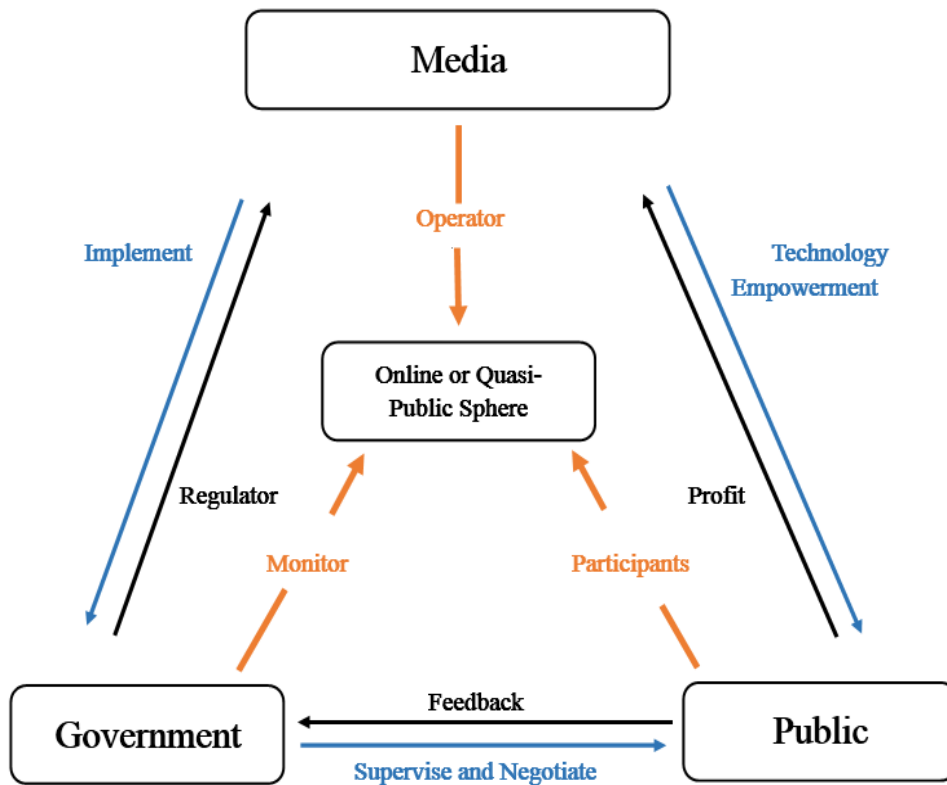 Media
Operator
Implement
Technology
Empowerment
Online or Quasi-
Public Sphere
Regulator
Profit
Monitor
Participants
Feedback
Government
Public
Supervise and Negotiate